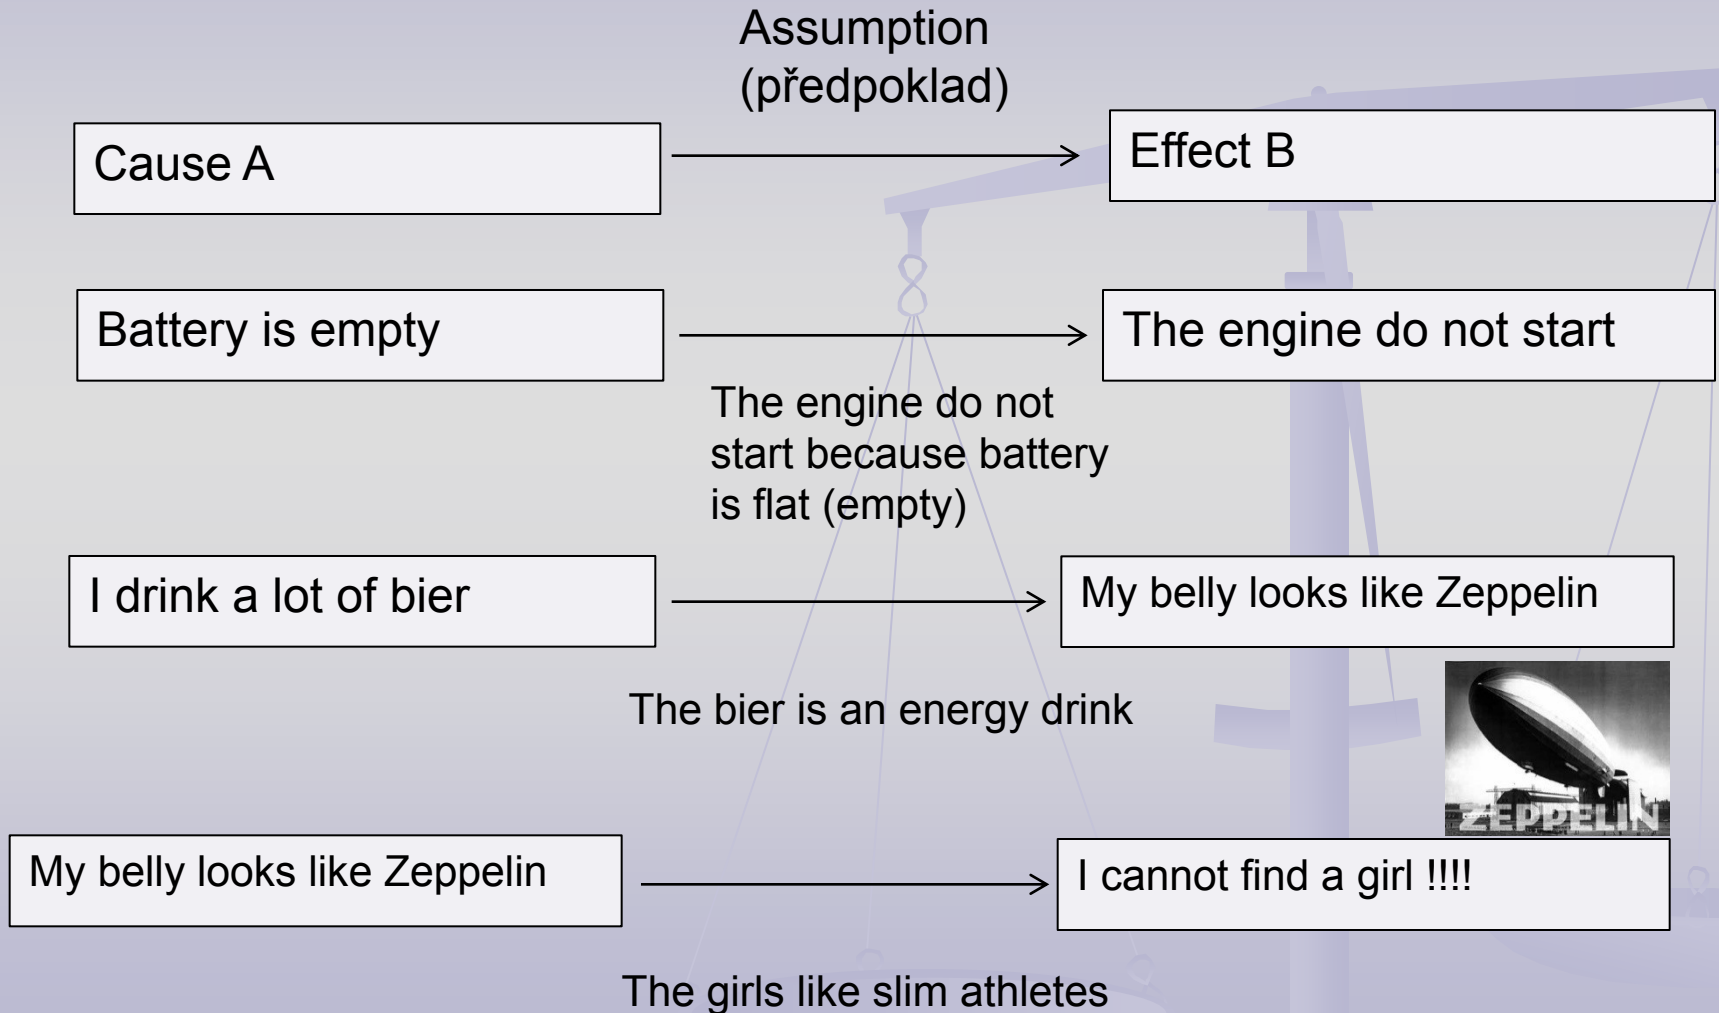 Assumption
(předpoklad)
Cause A
Effect B
Battery is empty
The engine do not start
The engine do not
start because battery
is flat (empty)
I drink a lot of bier
My belly looks like Zeppelin
The bier is an energy drink
ZEPPELIN
My belly looks like Zeppelin
I cannot find a girl !!!!
The girls like slim athletes